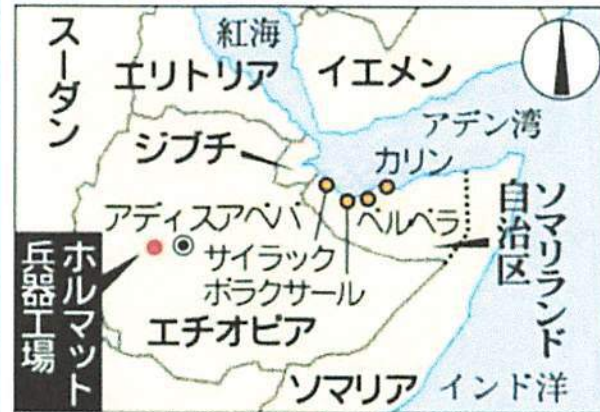 スーダン
紅海
エリトリア
イエメン
アデン湾
ジブチ
カリン
アディスアベバ
ベルベラ
サイラック
ボラクサール
ソマリランド
自治区
ホルマット
兵器工場
エチオピア
ソマリア
インド洋